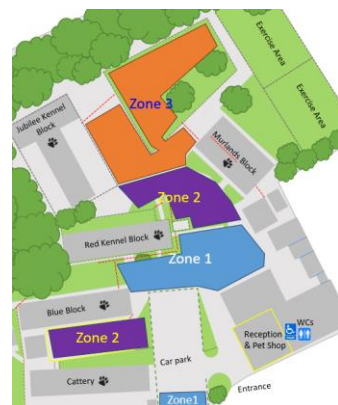 Exercise Area
Exercise Area
Zone 3
Jubilee Kennel
Block
Murlands Block
Zone 2
Red Kennel Block
Zone 1
Blue Block
Zone 2
WCs
Reception
& Pet Shop
Car park
Cattery
Entrance
Zone1